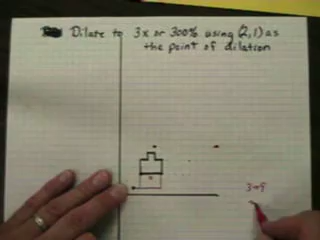 Dilate to 3x or 300% using (2,1) as
the point of dilation
3→9